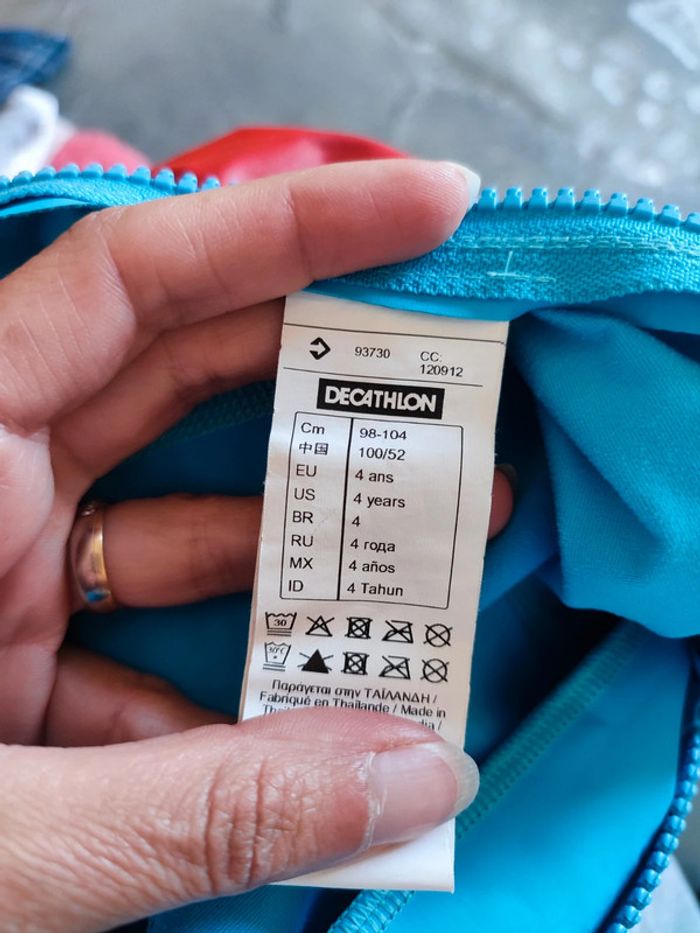 93730 CC:
120912
DECATHLON
Cm 98-104
中国 100/52
EU 4 ans
US 4 years
BR 4
RU 4 года
MX 4 años
ID 4 Tahun
30
30°C
Παράγεται στην ΤΑΪΛΑΝΔΗ /
Fabriqué en Thaïlande / Made in